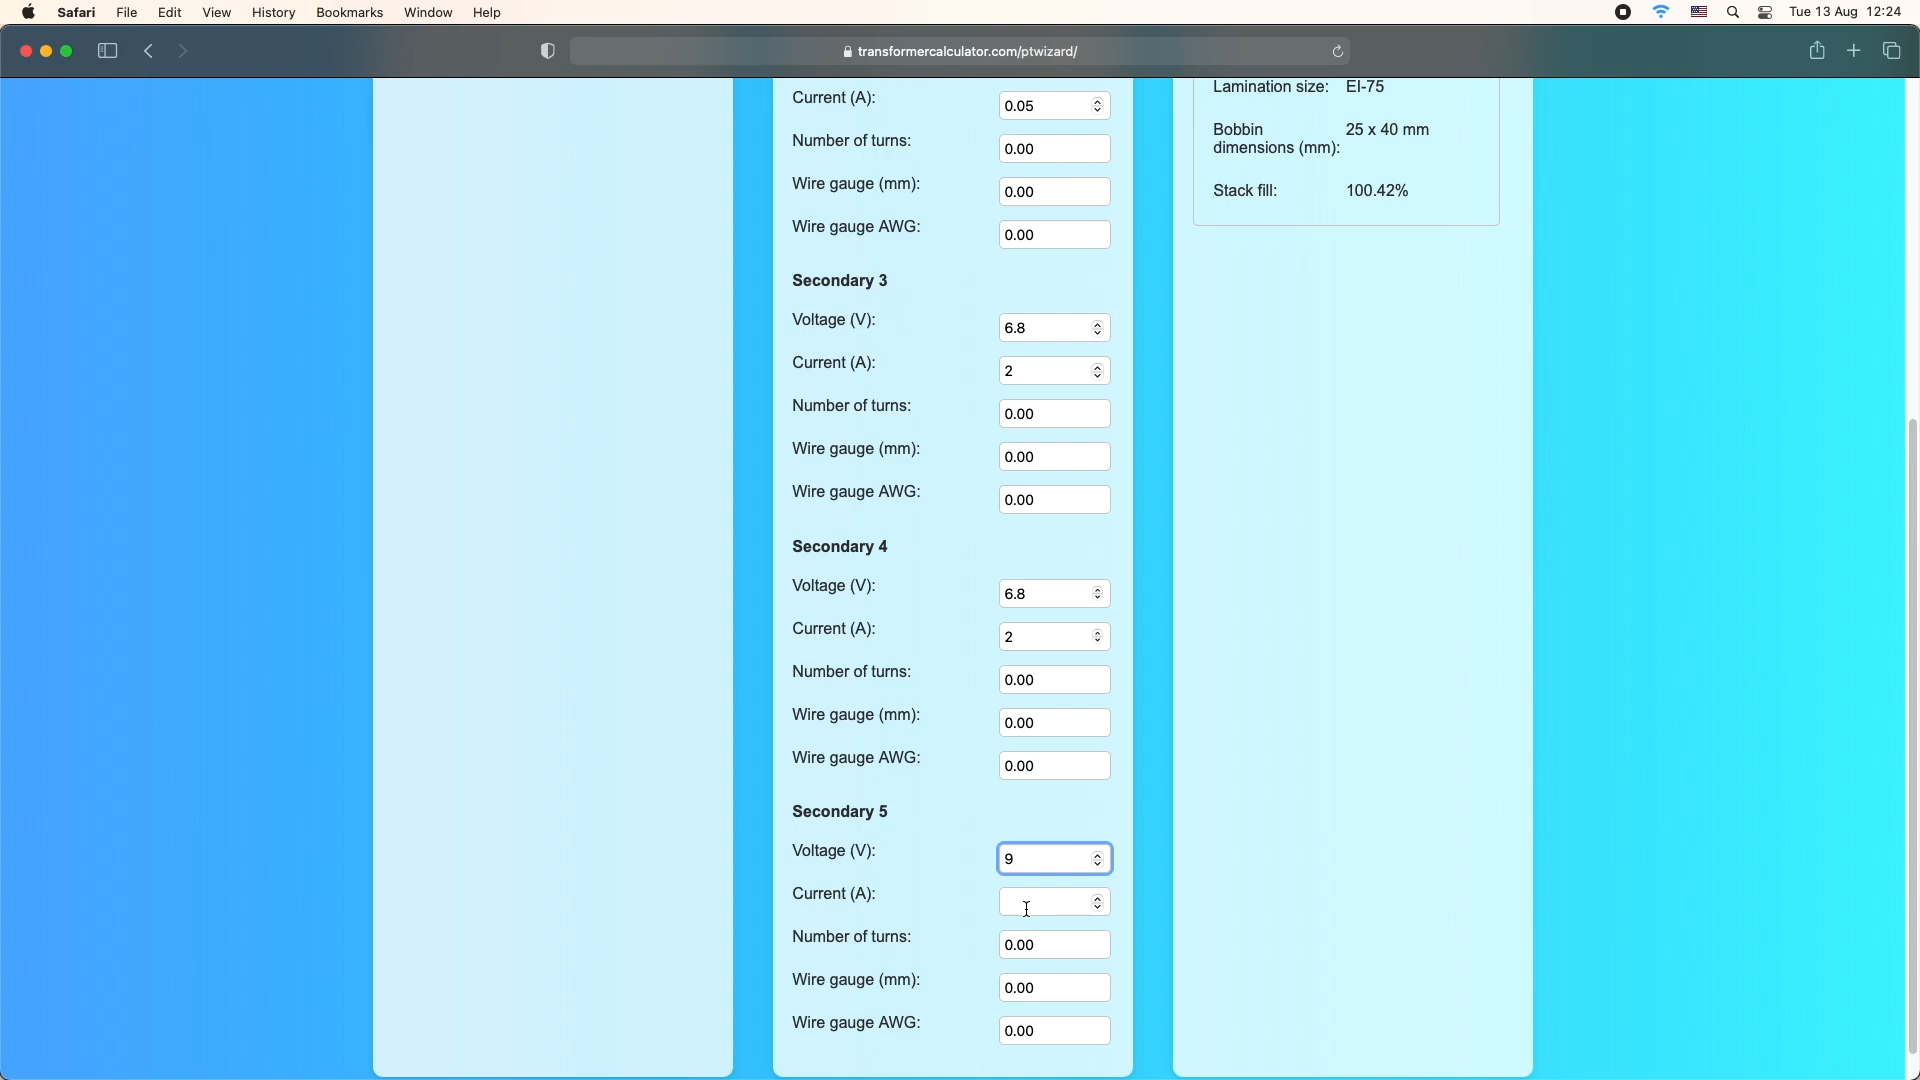 Safari File Edit View History Bookmarks Window Help Tue 13 Aug 12:24
transformercalculator.com/ptwizard/
Current (A): 0.05
Number of turns: 0.00
Wire gauge (mm): 0.00
Wire gauge AWG: 0.00
Secondary 3
Voltage (V): 6.8
Current (A): 2
Number of turns: 0.00
Wire gauge (mm): 0.00
Wire gauge AWG: 0.00
Secondary 4
Voltage (V): 6.8
Current (A): 2
Number of turns: 0.00
Wire gauge (mm): 0.00
Wire gauge AWG: 0.00
Secondary 5
Voltage (V): 9
Current (A):
Number of turns: 0.00
Wire gauge (mm): 0.00
Wire gauge AWG: 0.00
Lamination size: EI-75
Bobbin 25 x 40 mm
dimensions (mm):
Stack fill: 100.42%